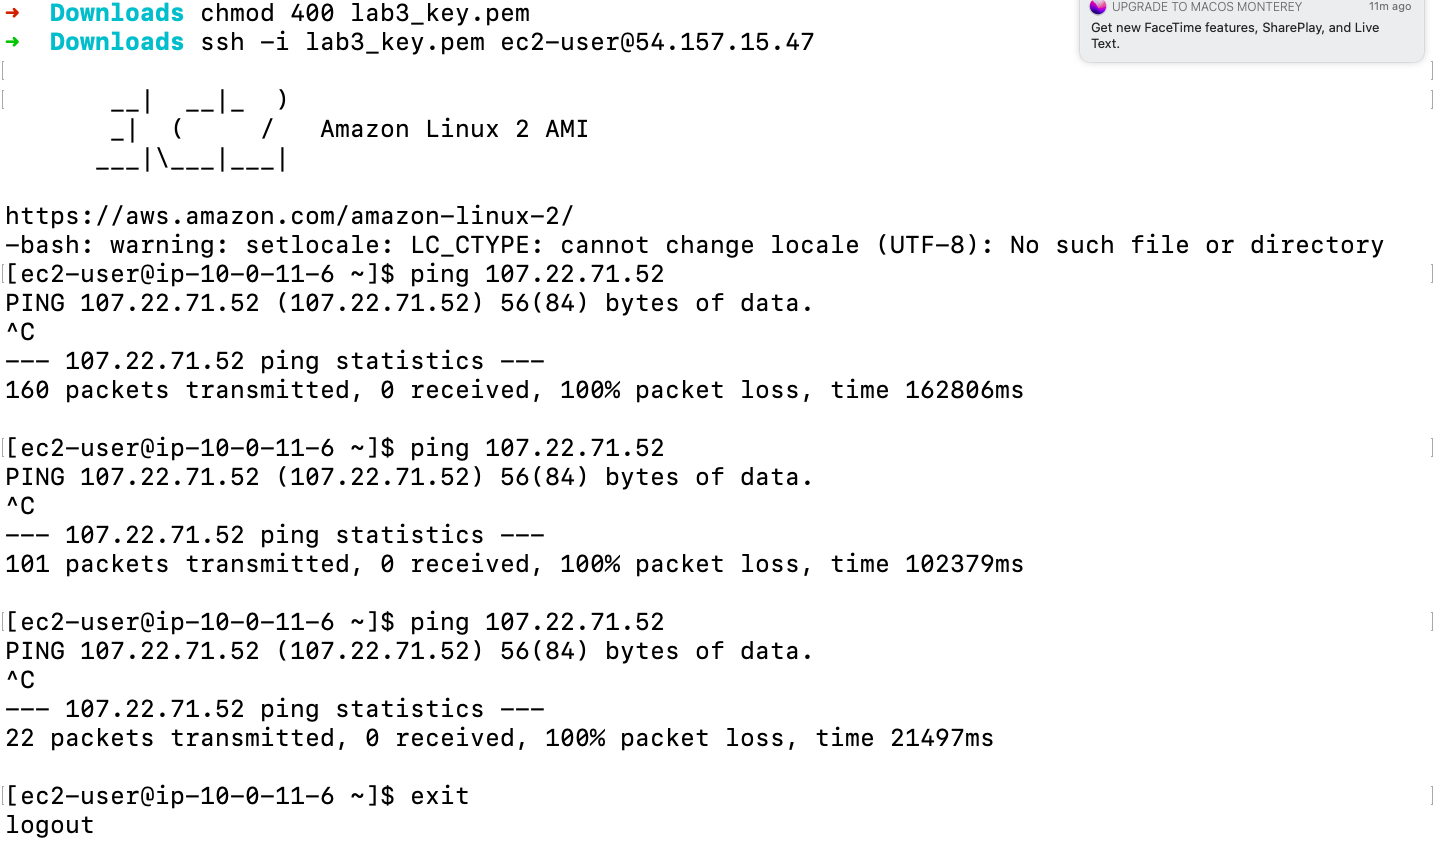 ➜  Downloads chmod 400 lab3_key.pem
➜  Downloads ssh -i lab3_key.pem ec2-user@54.157.15.47
UPGRADE TO MACOS MONTEREY 11m ago
Get new FaceTime features, SharePlay, and Live
Text.

       __|  __|_  )
       _|  (     /   Amazon Linux 2 AMI
      ___|\___|___|

https://aws.amazon.com/amazon-linux-2/
-bash: warning: setlocale: LC_CTYPE: cannot change locale (UTF-8): No such file or directory
[ec2-user@ip-10-0-11-6 ~]$ ping 107.22.71.52
PING 107.22.71.52 (107.22.71.52) 56(84) bytes of data.
^C
--- 107.22.71.52 ping statistics ---
160 packets transmitted, 0 received, 100% packet loss, time 162806ms

[ec2-user@ip-10-0-11-6 ~]$ ping 107.22.71.52
PING 107.22.71.52 (107.22.71.52) 56(84) bytes of data.
^C
--- 107.22.71.52 ping statistics ---
101 packets transmitted, 0 received, 100% packet loss, time 102379ms

[ec2-user@ip-10-0-11-6 ~]$ ping 107.22.71.52
PING 107.22.71.52 (107.22.71.52) 56(84) bytes of data.
^C
--- 107.22.71.52 ping statistics ---
22 packets transmitted, 0 received, 100% packet loss, time 21497ms

[ec2-user@ip-10-0-11-6 ~]$ exit
logout